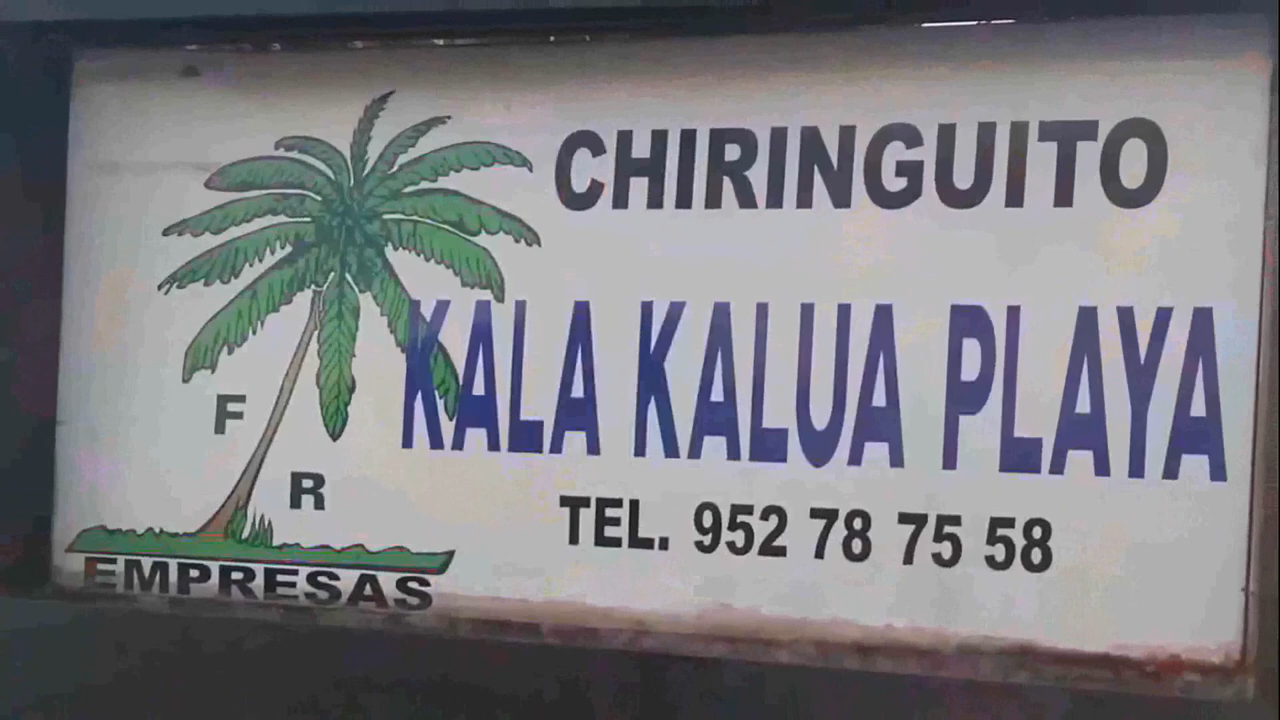 CHIRINGUITO
KALA KALUA PLAYA
TEL. 952 78 75 58
F
R
EMPRESAS